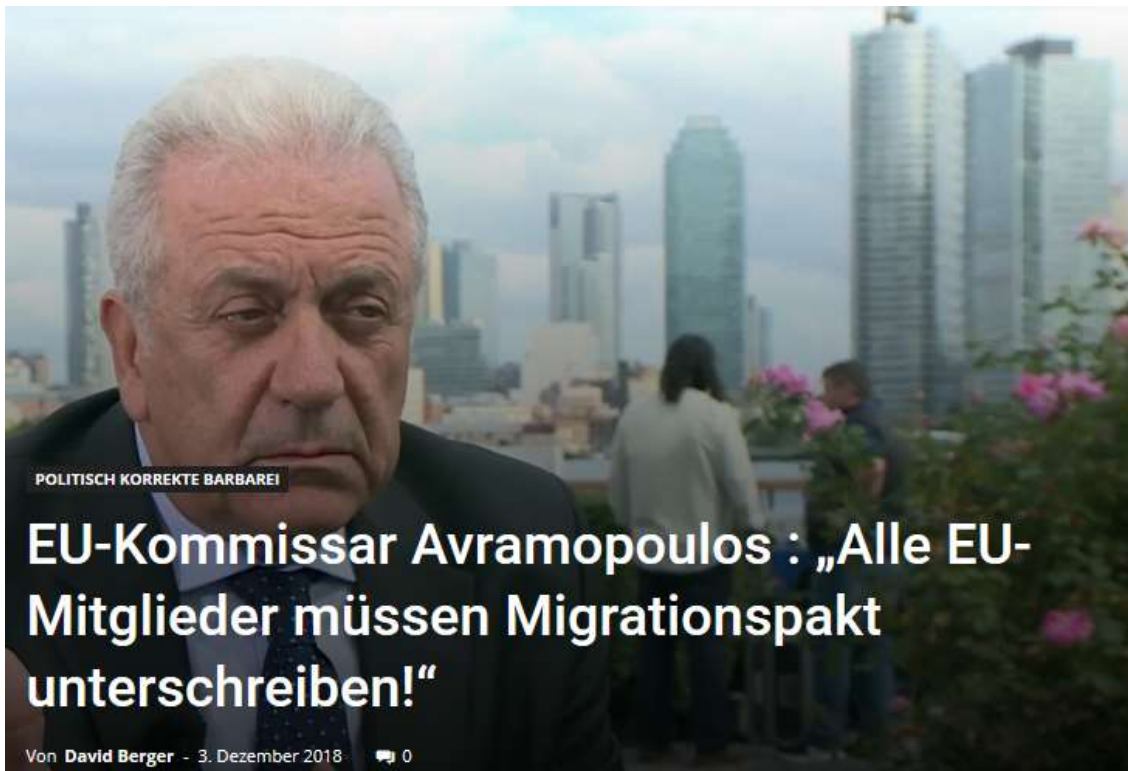 POLITISCH KORREKTE BARBAREI
EU-Kommissar Avramopoulos : „Alle EU-
Mitglieder müssen Migrationspakt
unterschreiben!“
Von David Berger - 3. Dezember 2018 0